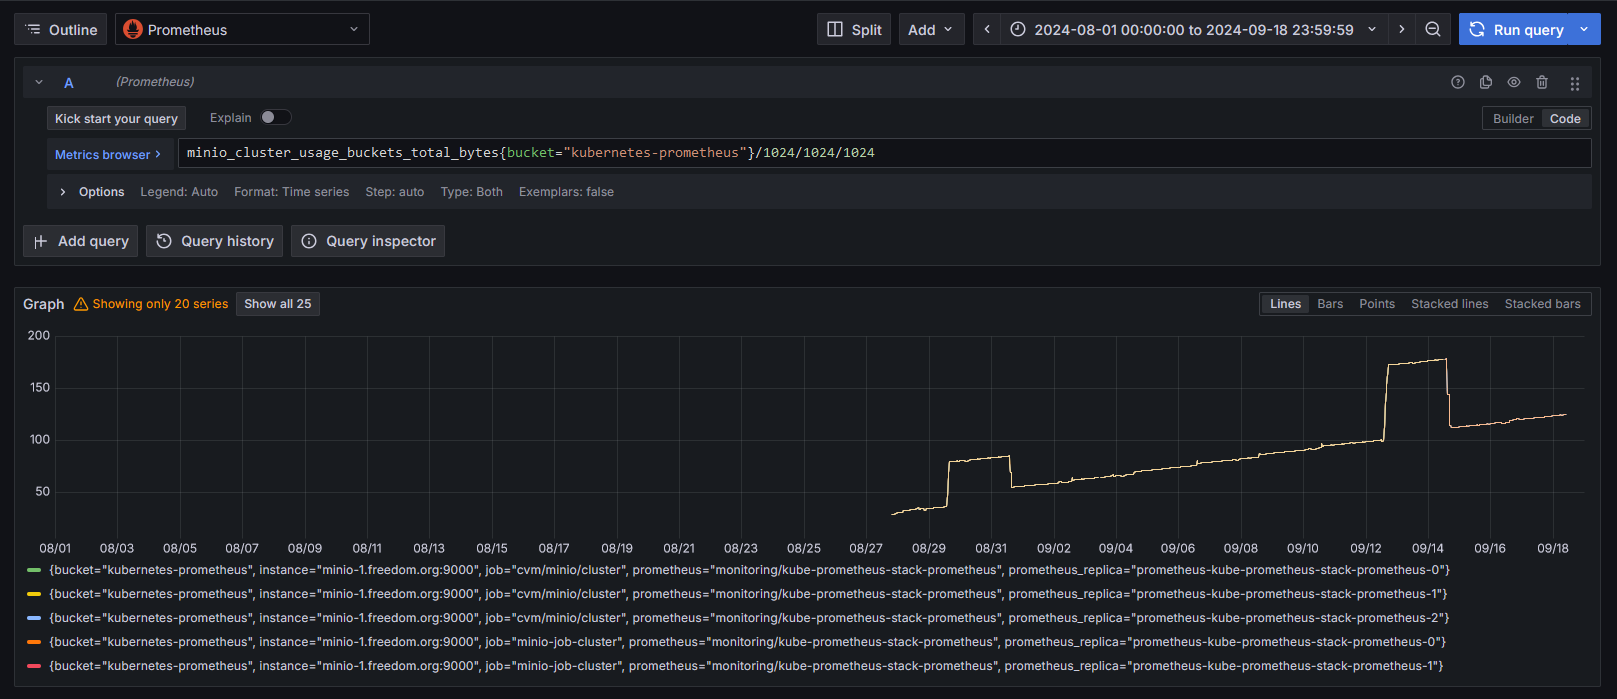 Outline Prometheus Split Add 2024-08-01 00:00:00 to 2024-09-18 23:59:59 Run query
A (Prometheus)
Kick start your query Explain Builder Code
Metrics browser > minio_cluster_usage_buckets_total_bytes{bucket="kubernetes-prometheus"}/1024/1024/1024
Options Legend: Auto Format: Time series Step: auto Type: Both Exemplars: false
Add query Query history Query inspector
Graph Showing only 20 series Show all 25 Lines Bars Points Stacked lines Stacked bars
200
150
100
50
08/01 08/03 08/05 08/07 08/09 08/11 08/13 08/15 08/17 08/19 08/21 08/23 08/25 08/27 08/29 08/31 09/02 09/04 09/06 09/08 09/10 09/12 09/14 09/16 09/18
{bucket="kubernetes-prometheus", instance="minio-1.freedom.org:9000", job="cvm/minio/cluster", prometheus="monitoring/kube-prometheus-stack-prometheus", prometheus_replica="prometheus-kube-prometheus-stack-prometheus-0"}
{bucket="kubernetes-prometheus", instance="minio-1.freedom.org:9000", job="cvm/minio/cluster", prometheus="monitoring/kube-prometheus-stack-prometheus", prometheus_replica="prometheus-kube-prometheus-stack-prometheus-1"}
{bucket="kubernetes-prometheus", instance="minio-1.freedom.org:9000", job="cvm/minio/cluster", prometheus="monitoring/kube-prometheus-stack-prometheus", prometheus_replica="prometheus-kube-prometheus-stack-prometheus-2"}
{bucket="kubernetes-prometheus", instance="minio-1.freedom.org:9000", job="minio-job-cluster", prometheus="monitoring/kube-prometheus-stack-prometheus", prometheus_replica="prometheus-kube-prometheus-stack-prometheus-0"}
{bucket="kubernetes-prometheus", instance="minio-1.freedom.org:9000", job="minio-job-cluster", prometheus="monitoring/kube-prometheus-stack-prometheus", prometheus_replica="prometheus-kube-prometheus-stack-prometheus-1"}